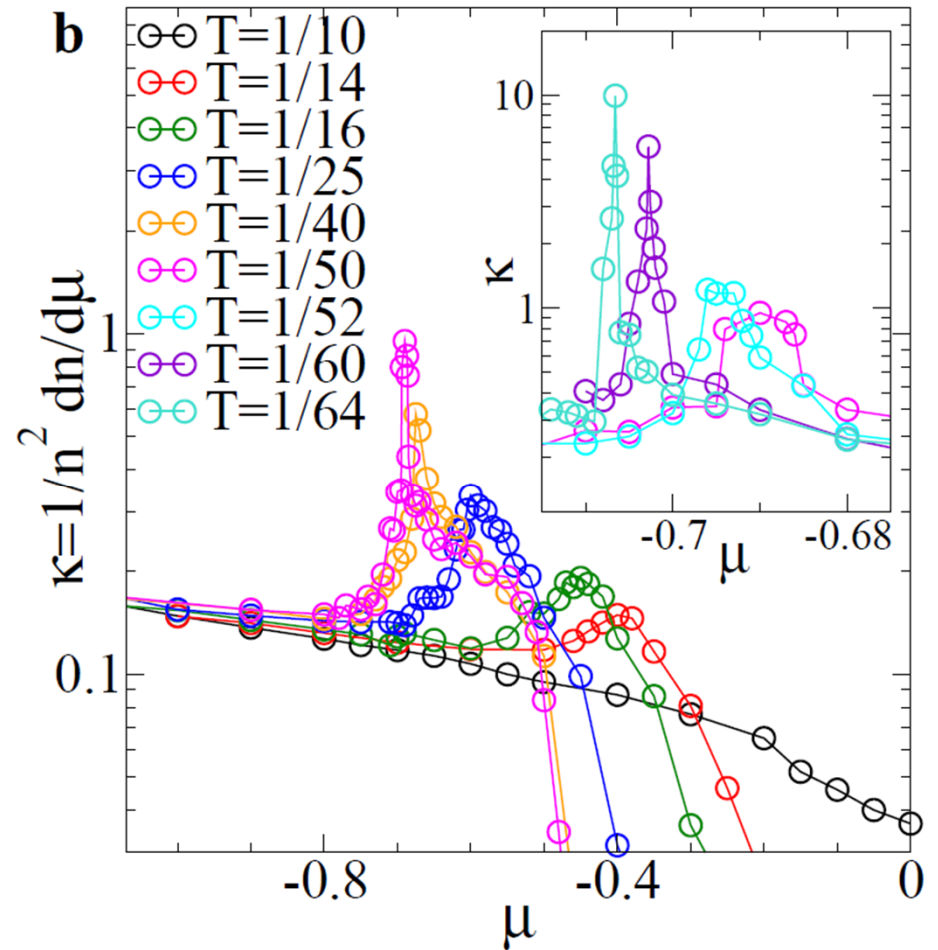 b
T=1/10
T=1/14
T=1/16
T=1/25
T=1/40
T=1/50
T=1/52
T=1/60
T=1/64
κ=1/n² dn/dμ
1
0.1
-0.8
-0.4
0
μ
10
1
κ
-0.7
-0.68
μ